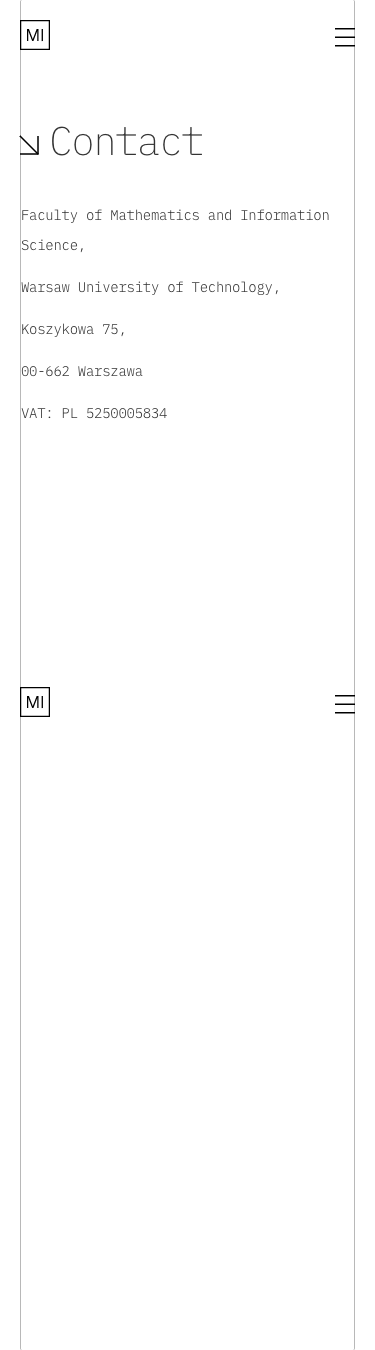 MI
Contact
Faculty of Mathematics and Information
Science,
Warsaw University of Technology,
Koszykowa 75,
00-662 Warszawa
VAT: PL 5250005834
MI